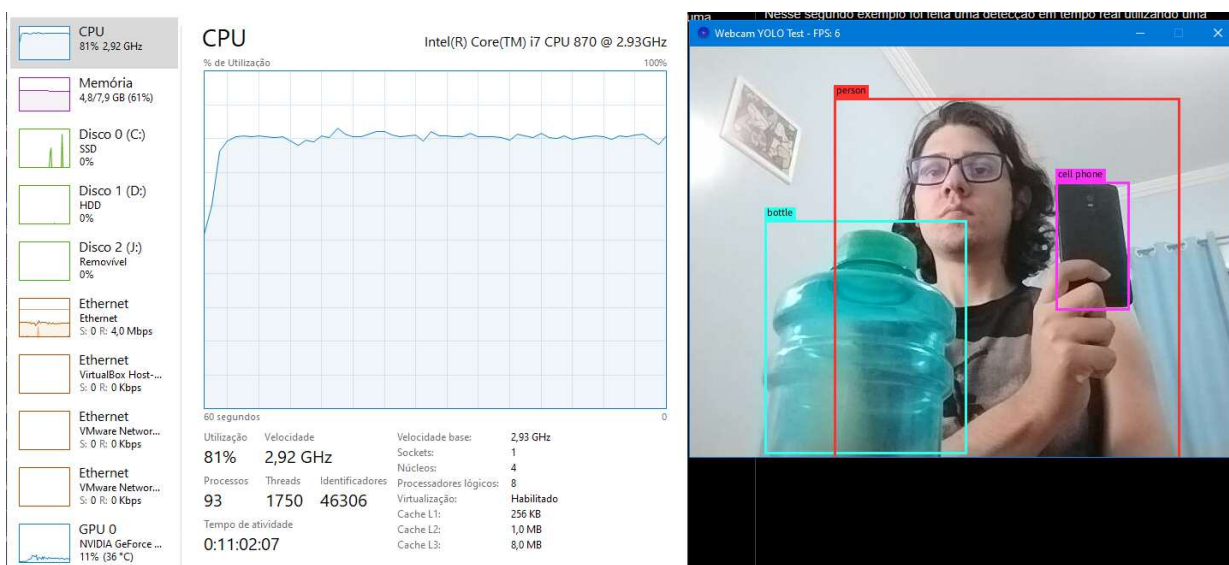 CPU
81% 2,92 GHz
Memória
4,8/7,9 GB (61%)
Disco 0 (C:)
SSD
0%
Disco 1 (D:)
HDD
0%
Disco 2 (J:)
Removível
0%
Ethernet
Ethernet
S: 0 R: 4,0 Mbps
Ethernet
VirtualBox Host-...
S: 0 R: 0 Kbps
Ethernet
VMware Networ...
S: 0 R: 0 Kbps
Ethernet
VMware Networ...
S: 0 R: 0 Kbps
GPU 0
NVIDIA GeForce ...
11% (36 °C)
CPU
Intel(R) Core(TM) i7 CPU 870 @ 2.93GHz
% de Utilização 100%
60 segundos 0
Utilização Velocidade
81% 2,92 GHz
Processos Threads Identificadores
93 1750 46306
Tempo de atividade
0:11:02:07
Velocidade base: 2,93 GHz
Sockets: 1
Núcleos: 4
Processadores lógicos: 8
Virtualização: Habilitado
Cache L1: 256 KB
Cache L2: 1,0 MB
Cache L3: 8,0 MB
uma
Nesse segundo exemplo foi feita uma detecção em tempo real utilizando uma
Webcam YOLO Test - FPS: 6
person
cell phone
bottle